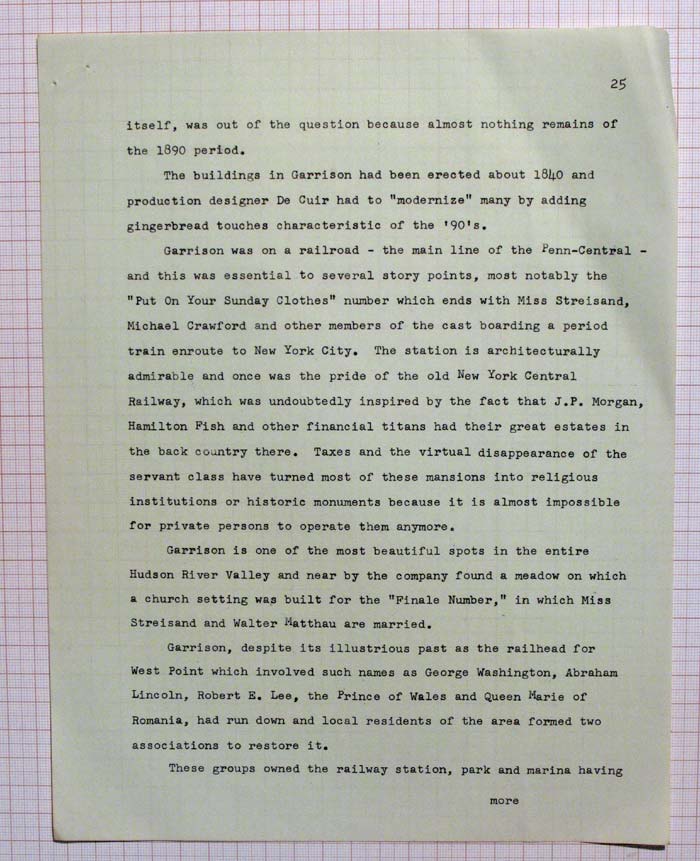 25
itself, was out of the question because almost nothing remains of
the 1890 period.
The buildings in Garrison had been erected about 1840 and
production designer De Cuir had to "modernize" many by adding
gingerbread touches characteristic of the '90's.
Garrison was on a railroad - the main line of the Penn-Central -
and this was essential to several story points, most notably the
"Put On Your Sunday Clothes" number which ends with Miss Streisand,
Michael Crawford and other members of the cast boarding a period
train enroute to New York City. The station is architecturally
admirable and once was the pride of the old New York Central
Railway, which was undoubtedly inspired by the fact that J.P. Morgan,
Hamilton Fish and other financial titans had their great estates in
the back country there. Taxes and the virtual disappearance of the
servant class have turned most of these mansions into religious
institutions or historic monuments because it is almost impossible
for private persons to operate them anymore.
Garrison is one of the most beautiful spots in the entire
Hudson River Valley and near by the company found a meadow on which
a church setting was built for the "Finale Number," in which Miss
Streisand and Walter Matthau are married.
Garrison, despite its illustrious past as the railhead for
West Point which involved such names as George Washington, Abraham
Lincoln, Robert E. Lee, the Prince of Wales and Queen Marie of
Romania, had run down and local residents of the area formed two
associations to restore it.
These groups owned the railway station, park and marina having
more